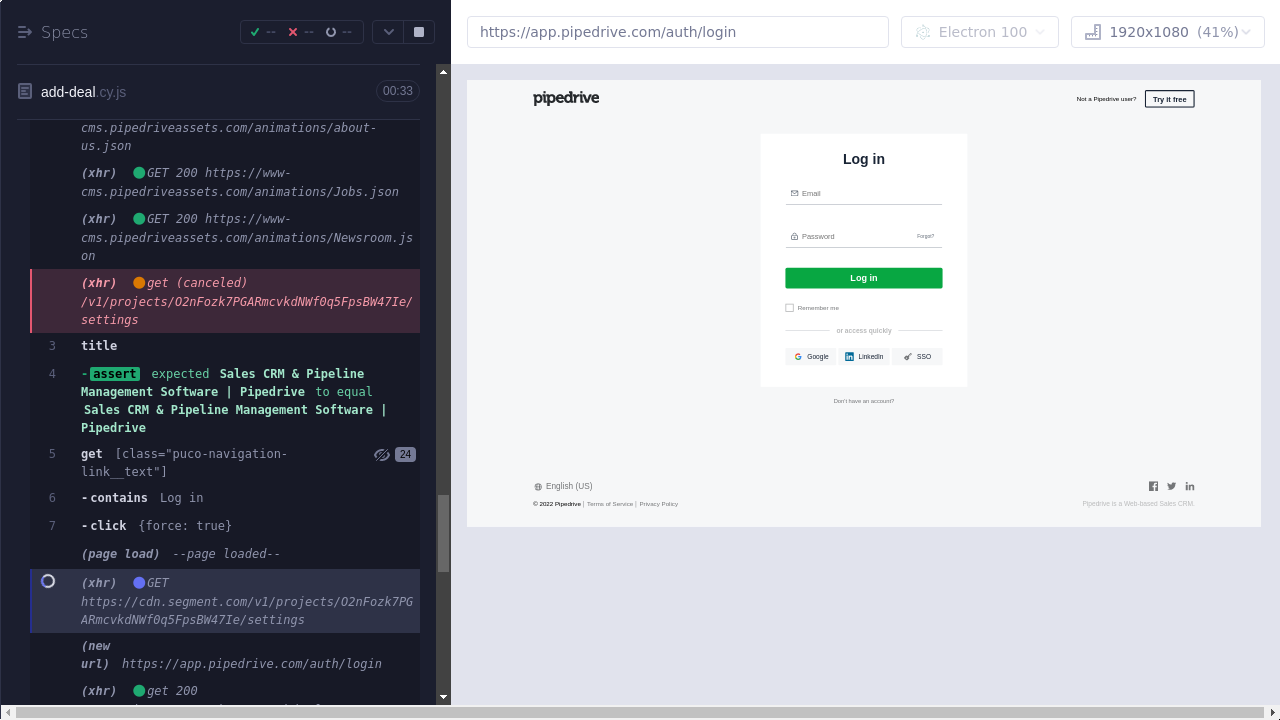 Specs
--
--
--
https://app.pipedrive.com/auth/login
Electron 100
1920x1080 (41%)
add-deal.cy.js
00:33
cms.pipedriveassets.com/animations/about-
us.json
(xhr) GET 200 https://www-
cms.pipedriveassets.com/animations/Jobs.json
(xhr) GET 200 https://www-
cms.pipedriveassets.com/animations/Newsroom.js
on
(xhr) get (canceled)
/v1/projects/O2nFozk7PGARmcvkdNWf0q5FpsBW47Ie/
settings
3 title
4 -assert expected Sales CRM & Pipeline
Management Software | Pipedrive to equal
Sales CRM & Pipeline Management Software |
Pipedrive
5 get [class="puco-navigation-
link__text"]
24
6 -contains Log in
7 -click {force: true}
(page load) --page loaded--
(xhr) GET
https://cdn.segment.com/v1/projects/O2nFozk7PG
ARmcvkdNWf0q5FpsBW47Ie/settings
(new
url) https://app.pipedrive.com/auth/login
(xhr) get 200
pipedrive
Not a Pipedrive user?
Try it free
Log in
Email
Password
Forgot?
Log in
Remember me
or access quickly
Google
LinkedIn
SSO
Don't have an account?
English (US)
© 2022 Pipedrive | Terms of Service | Privacy Policy
Pipedrive is a Web-based Sales CRM.